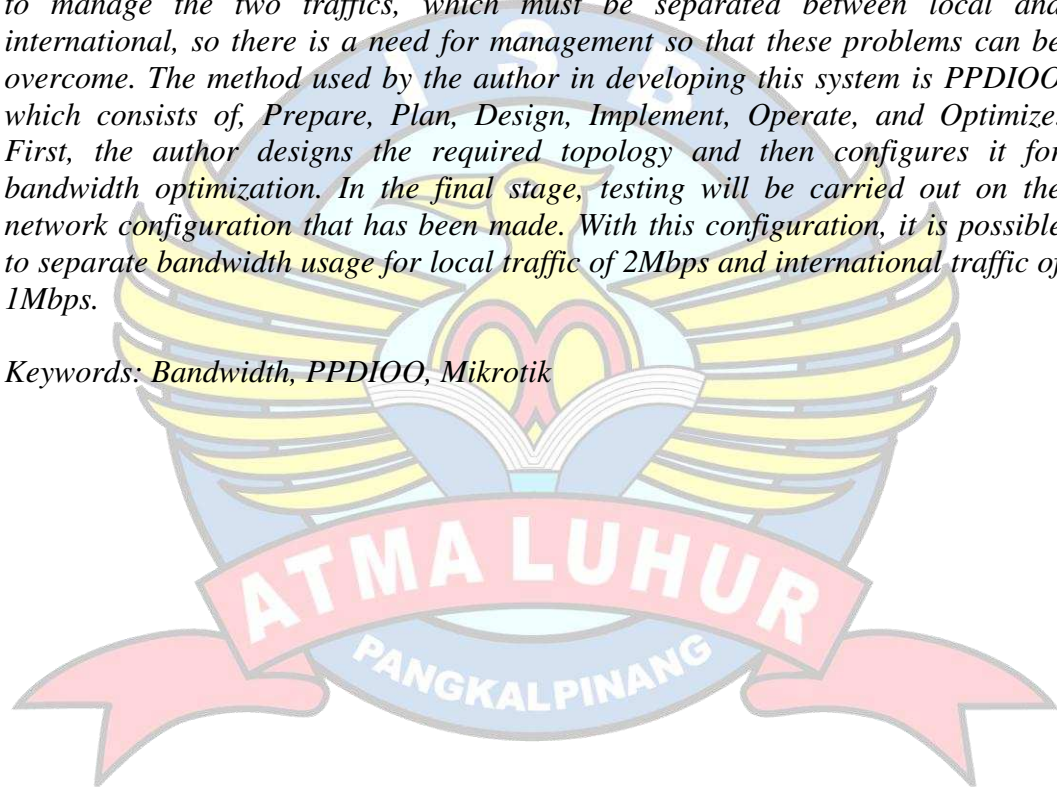 to manage the two traffics, which must be separated between local and
international, so there is a need for management so that these problems can be
overcome. The method used by the author in developing this system is PPDIOO
which consists of, Prepare, Plan, Design, Implement, Operate, and Optimize.
First, the author designs the required topology and then configures it for
bandwidth optimization. In the final stage, testing will be carried out on the
network configuration that has been made. With this configuration, it is possible
to separate bandwidth usage for local traffic of 2Mbps and international traffic of
1Mbps.
Keywords: Bandwidth, PPDIOO, Mikrotik
I S B
ATMA LUHUR
PANGKALPINANG